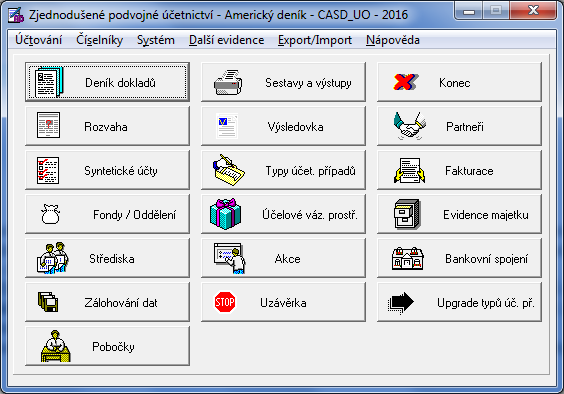 Zjednodušené podvojné účetnictví - Americký deník - CASD_UO - 2016
Účtování Číselníky Systém Další evidence Export/Import Nápověda
Deník dokladů Sestavy a výstupy Konec
Rozvaha Výsledovka Partneři
Syntetické účty Typy účet. případů Fakturace
Fondy / Oddělení Účelové váz. prostř. Evidence majetku
Střediska Akce Bankovní spojení
Zálohování dat STOP Uzávěrka Upgrade typů úč. př.
Pobočky